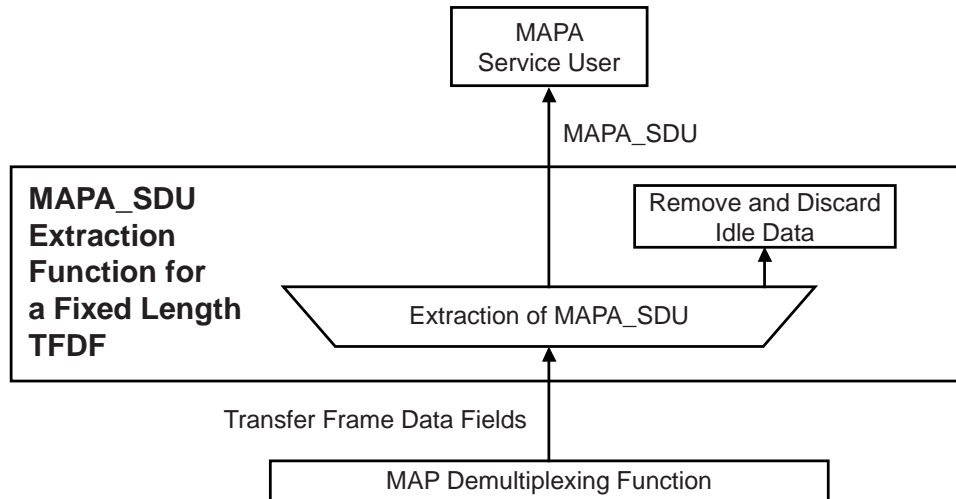 MAPA
Service User
MAPA_SDU
MAPA_SDU
Extraction
Function for
a Fixed Length
TFDF
Remove and Discard
Idle Data
Extraction of MAPA_SDU
Transfer Frame Data Fields
MAP Demultiplexing Function